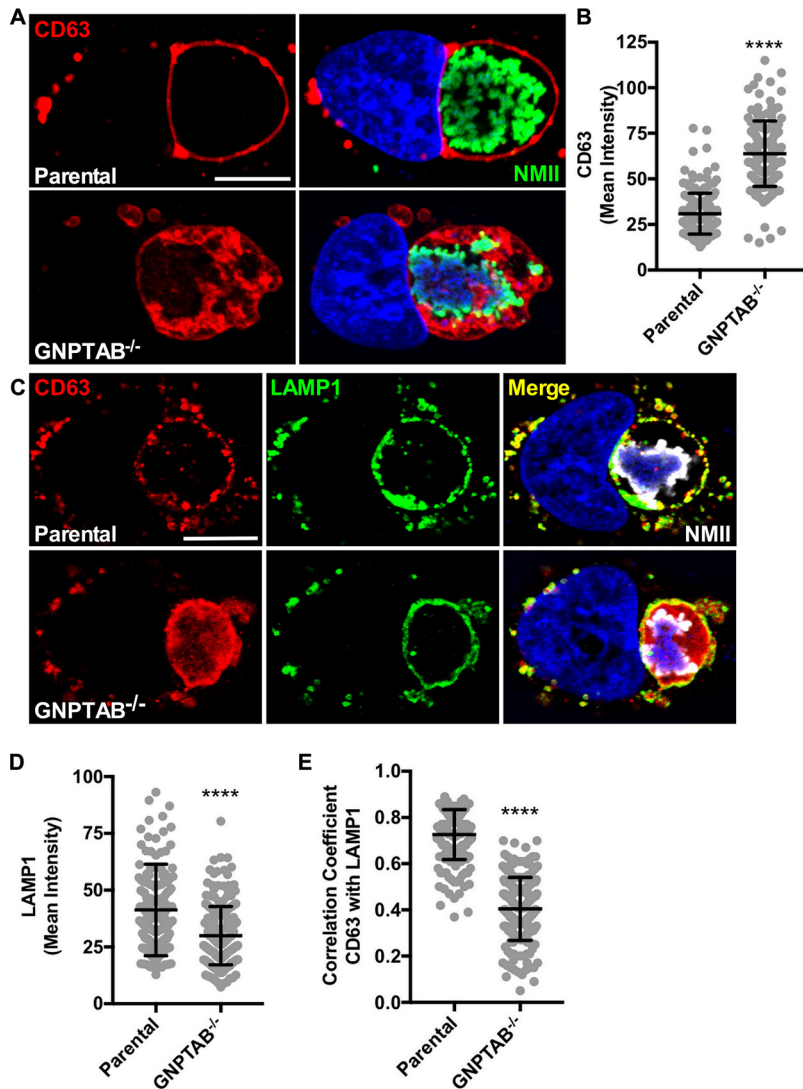 A
CD63
Parental
NMII
GNPTAB-/-
B
CD63
(Mean Intensity)
125
100
75
50
25
0
****
Parental
GNPTAB-/-
C
CD63
LAMP1
Merge
Parental
NMII
GNPTAB-/-
D
LAMP1
(Mean Intensity)
100
75
50
25
0
****
Parental
GNPTAB-/-
E
Correlation Coefficient
CD63 with LAMP1
1.0
0.8
0.6
0.4
0.2
0.0
****
Parental
GNPTAB-/-